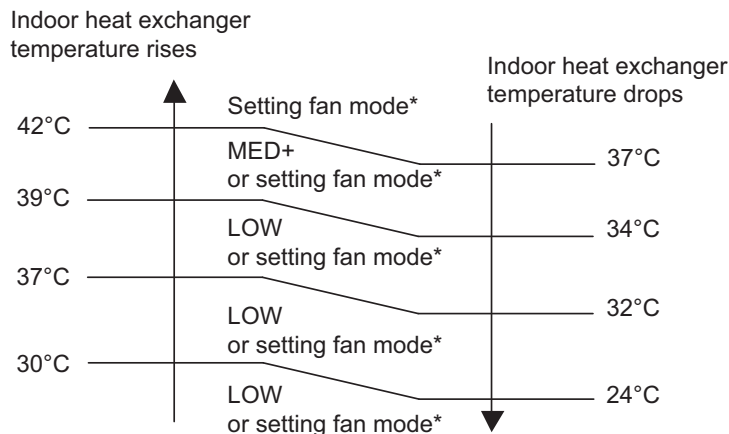 Indoor heat exchanger
temperature rises
Indoor heat exchanger
temperature drops
Setting fan mode*
42°C
MED+
or setting fan mode*
37°C
39°C
LOW
or setting fan mode*
34°C
37°C
LOW
or setting fan mode*
32°C
30°C
LOW
or setting fan mode*
24°C